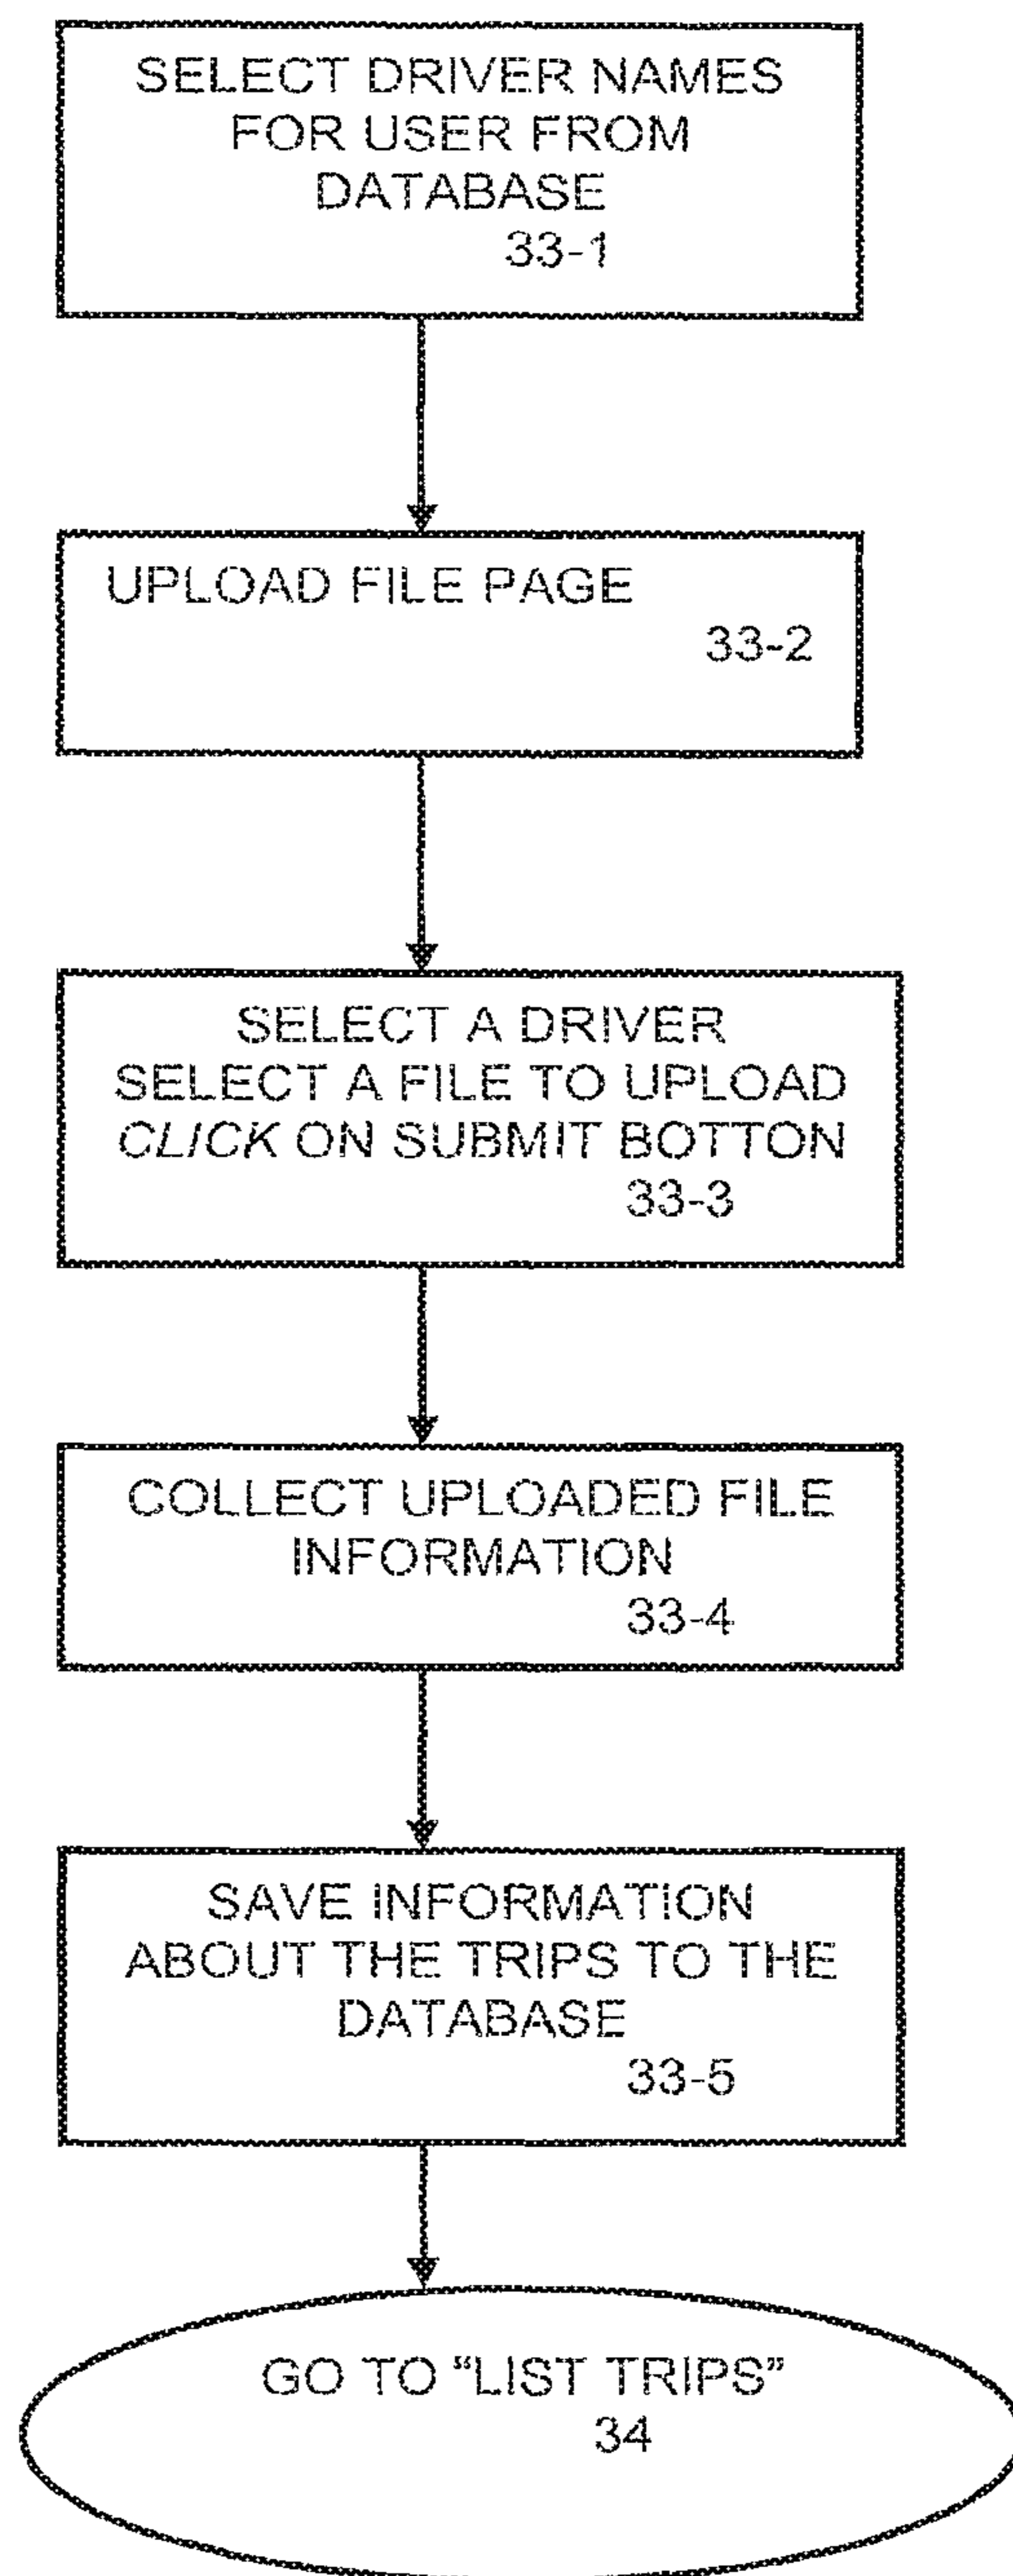 SELECT DRIVER NAMES
FOR USER FROM
DATABASE
33-1
UPLOAD FILE PAGE
33-2
SELECT A DRIVER
SELECT A FILE TO UPLOAD
CLICK ON SUBMIT BOTTON
33-3
COLLECT UPLOADED FILE
INFORMATION
33-4
SAVE INFORMATION
ABOUT THE TRIPS TO THE
DATABASE
33-5
GO TO “LIST TRIPS”
34